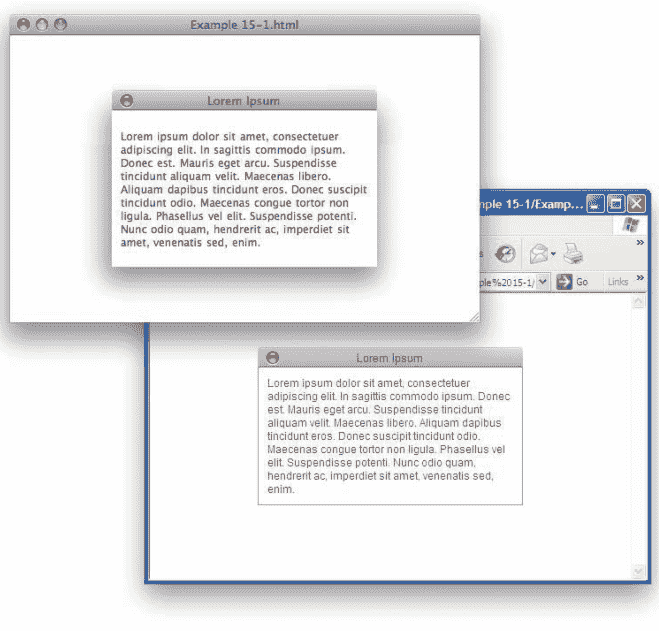 Example 15-1.html
Lorem Ipsum
Lorem ipsum dolor sit amet, consectetuer
adipiscing elit. In sagittis commodo ipsum.
Donec est. Mauris eget arcu. Suspendisse
tincidunt aliquam velit. Maecenas libero.
Aliquam dapibus tincidunt eros. Donec suscipit
tincidunt odio. Maecenas congue tortor non
ligula. Phasellus vel elit. Suspendisse potenti.
Nunc odio quam, hendrerit ac, imperdiet sit
amet, venenatis sed, enim.
mple 15-1/Examp...
s
»
ple%2015-1/ Go Links »
Lorem Ipsum
Lorem ipsum dolor sit amet, consectetuer
adipiscing elit. In sagittis commodo ipsum. Donec
est. Mauris eget arcu. Suspendisse tincidunt
aliquam velit. Maecenas libero. Aliquam dapibus
tincidunt eros. Donec suscipit tincidunt odio.
Maecenas congue tortor non ligula. Phasellus vel
elit. Suspendisse potenti. Nunc odio quam,
hendrerit ac, imperdiet sit amet, venenatis sed,
enim.